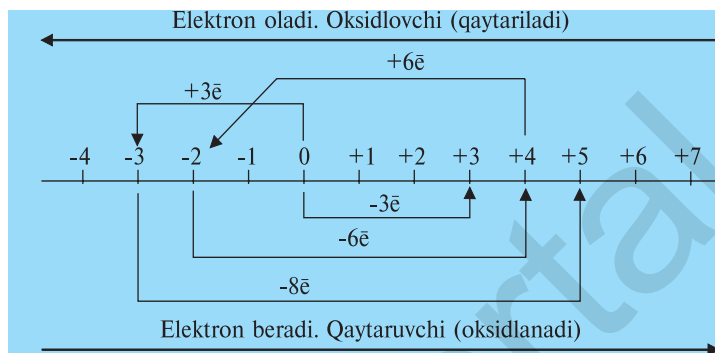 Elektron oladi. Oksidlovchi (qaytariladi)
+6ē
+3ē
-4 -3 -2 -1 0 +1 +2 +3 +4 +5 +6 +7
-3ē
-6ē
-8ē
Elektron beradi. Qaytaruvchi (oksidlanadi)